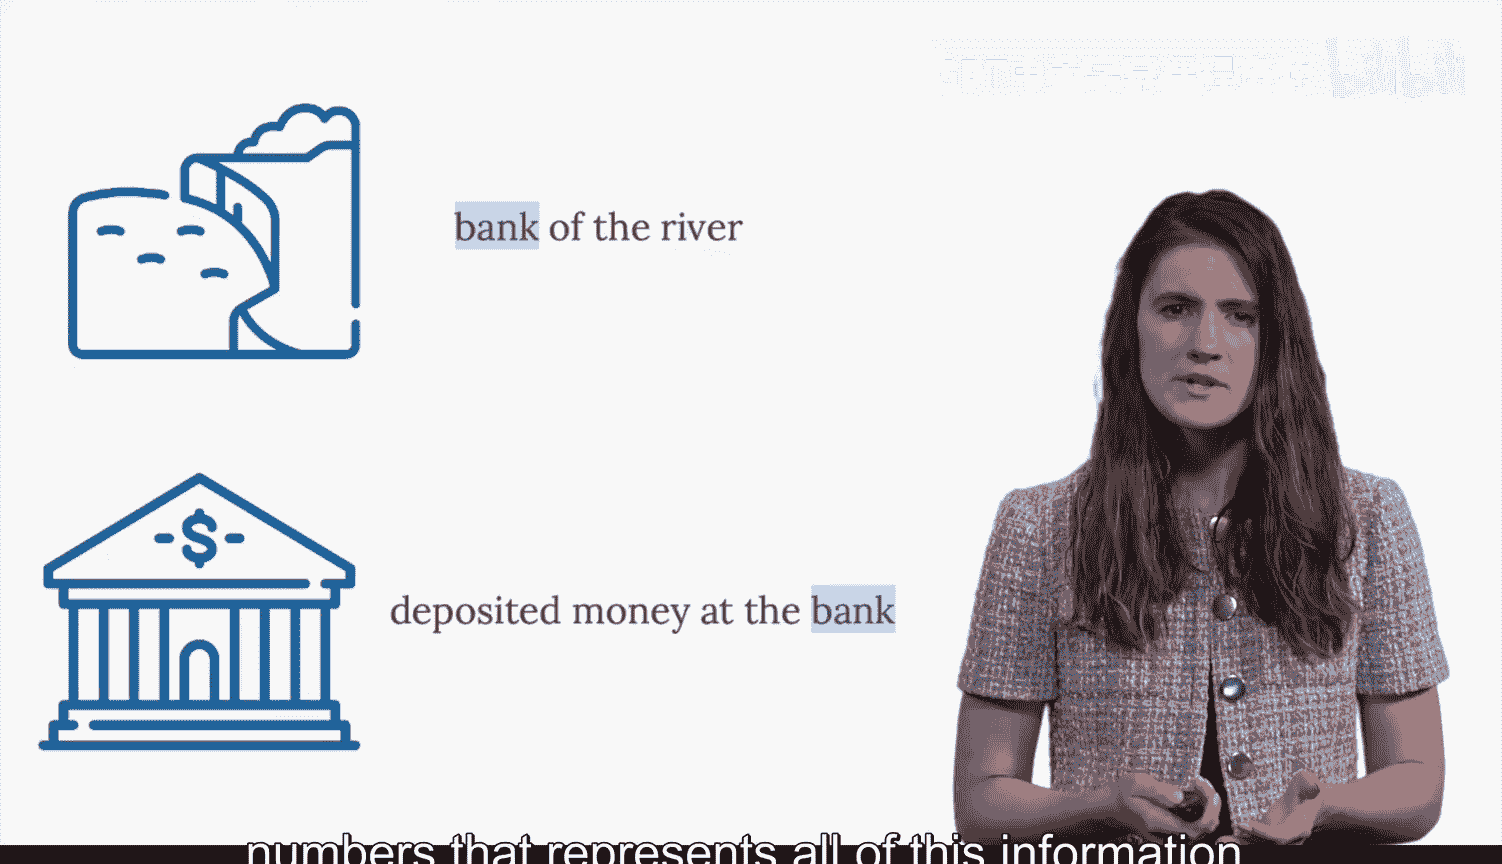 bank of the river
$
deposited money at the bank
numbers that represents all of this information